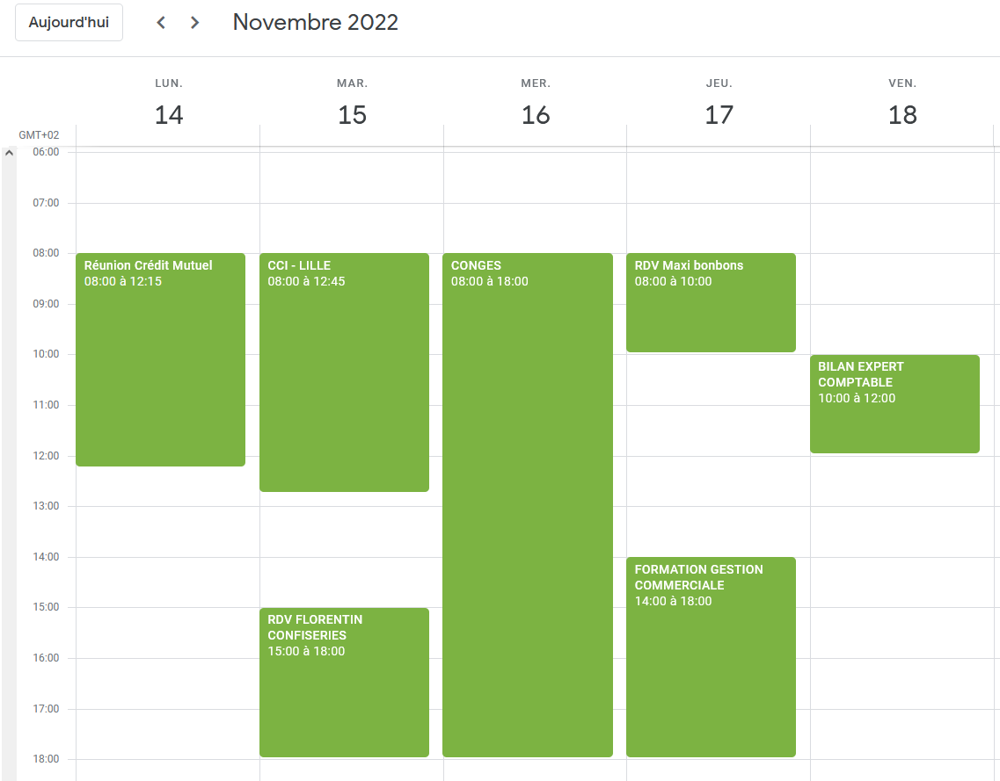 Aujourd'hui
Novembre 2022
LUN. MAR. MER. JEU. VEN.
14 15 16 17 18
GMT+02
06:00
07:00
08:00
Réunion Crédit Mutuel
08:00 à 12:15
CCI - LILLE
08:00 à 12:45
CONGES
08:00 à 18:00
RDV Maxi bonbons
08:00 à 10:00
09:00
10:00
BILAN EXPERT
COMPTABLE
10:00 à 12:00
11:00
12:00
13:00
14:00
FORMATION GESTION
COMMERCIALE
14:00 à 18:00
15:00
RDV FLORENTIN
CONFISERIES
15:00 à 18:00
16:00
17:00
18:00